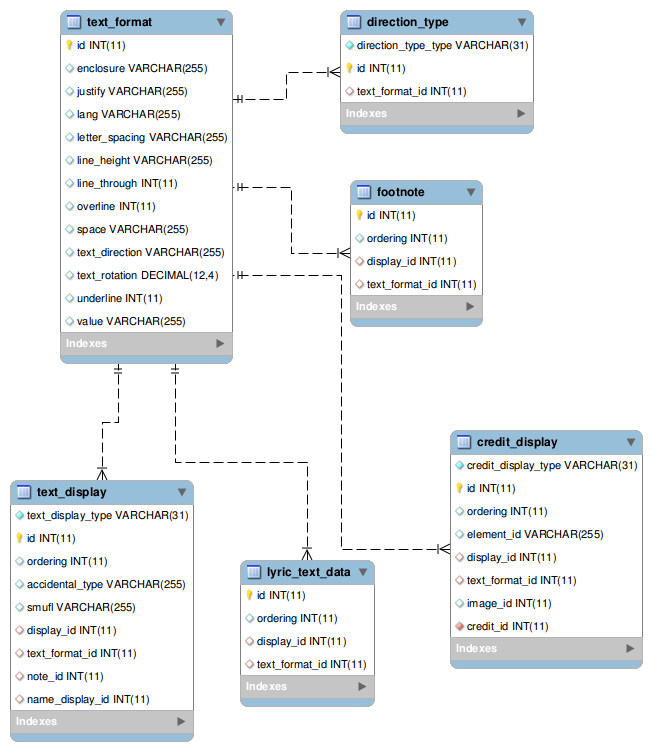 text_format
id INT(11)
enclosure VARCHAR(255)
justify VARCHAR(255)
lang VARCHAR(255)
letter_spacing VARCHAR(255)
line_height VARCHAR(255)
line_through INT(11)
overline INT(11)
space VARCHAR(255)
text_direction VARCHAR(255)
text_rotation DECIMAL(12,4)
underline INT(11)
value VARCHAR(255)
Indexes
direction_type
direction_type_type VARCHAR(31)
id INT(11)
text_format_id INT(11)
Indexes
footnote
id INT(11)
ordering INT(11)
display_id INT(11)
text_format_id INT(11)
Indexes
credit_display
credit_display_type VARCHAR(31)
id INT(11)
ordering INT(11)
element_id VARCHAR(255)
display_id INT(11)
text_format_id INT(11)
image_id INT(11)
credit_id INT(11)
Indexes
text_display
text_display_type VARCHAR(31)
id INT(11)
ordering INT(11)
accidental_type VARCHAR(255)
smufl VARCHAR(255)
display_id INT(11)
text_format_id INT(11)
note_id INT(11)
name_display_id INT(11)
Indexes
lyric_text_data
id INT(11)
ordering INT(11)
display_id INT(11)
text_format_id INT(11)
Indexes